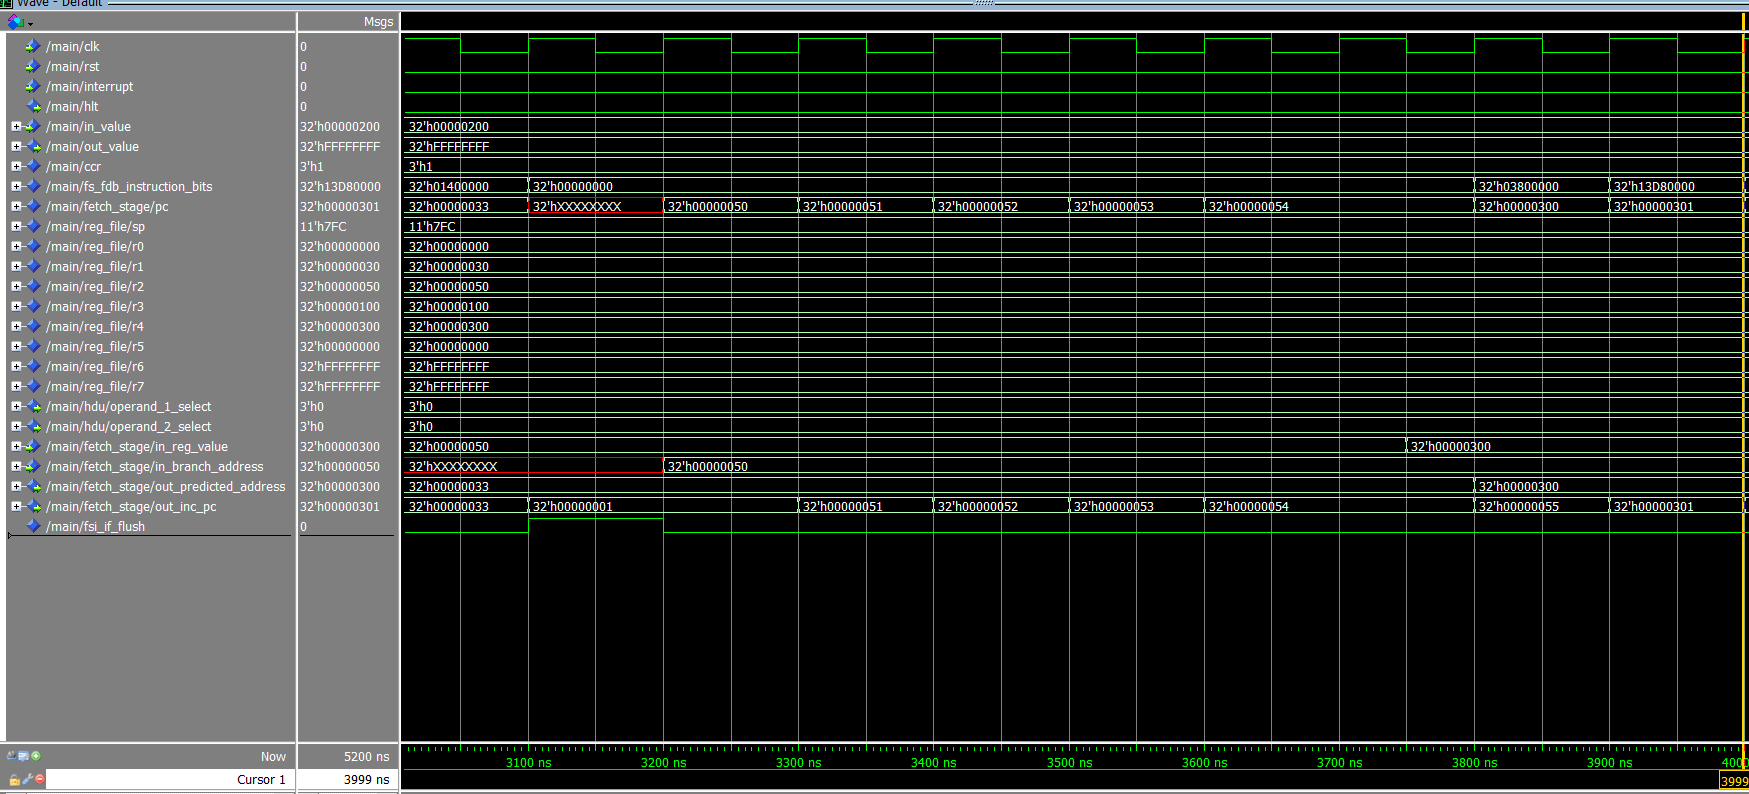 Wave - Default
Msgs
/main/clk 0
/main/rst 0
/main/interrupt 0
/main/hlt 0
/main/in_value 32'h00000200 32'h00000200
/main/out_value 32'hFFFFFFFF 32'hFFFFFFFF
/main/ccr 3'h1 3'h1
/main/fs_fdb_instruction_bits 32'h13D80000 32'h01400000 32'h00000000 32'h03800000 32'h13D80000
/main/fetch_stage/pc 32'h00000301 32'h00000033 32'hXXXXXXXX 32'h00000050 32'h00000051 32'h00000052 32'h00000053 32'h00000054 32'h00000300 32'h00000301
/main/reg_file/sp 11'h7FC 11'h7FC
/main/reg_file/r0 32'h00000000 32'h00000000
/main/reg_file/r1 32'h00000030 32'h00000030
/main/reg_file/r2 32'h00000050 32'h00000050
/main/reg_file/r3 32'h00000100 32'h00000100
/main/reg_file/r4 32'h00000300 32'h00000300
/main/reg_file/r5 32'h00000000 32'h00000000
/main/reg_file/r6 32'hFFFFFFFF 32'hFFFFFFFF
/main/reg_file/r7 32'hFFFFFFFF 32'hFFFFFFFF
/main/hdu/operand_1_select 3'h0 3'h0
/main/hdu/operand_2_select 3'h0 3'h0
/main/fetch_stage/in_reg_value 32'h00000300 32'h00000050 32'h00000300
/main/fetch_stage/in_branch_address 32'h00000050 32'hXXXXXXXX 32'h00000050
/main/fetch_stage/out_predicted_address 32'h00000300 32'h00000033 32'h00000300
/main/fetch_stage/out_inc_pc 32'h00000301 32'h00000033 32'h00000001 32'h00000051 32'h00000052 32'h00000053 32'h00000054 32'h00000055 32'h00000301
/main/fsi_if_flush 0
Now 5200 ns 3100 ns 3200 ns 3300 ns 3400 ns 3500 ns 3600 ns 3700 ns 3800 ns 3900 ns 4000
Cursor 1 3999 ns 3999